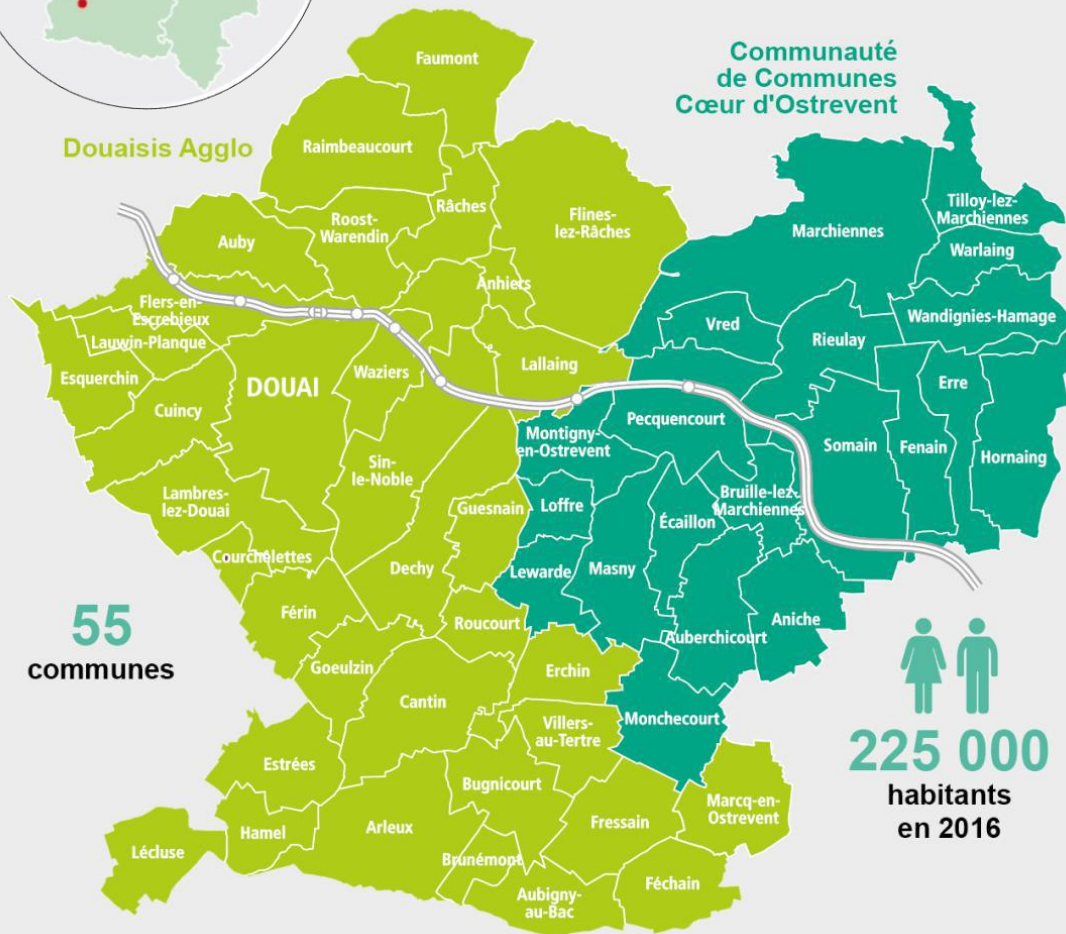 Communauté
de Communes
Cœur d'Ostrevent
Douaisis Agglo
Faumont
Raimbeaucourt
Râches
Roost-
Warendin
Auby
Flines-
lez-Râches
Anhiers
Marchiennes
Tilloy-lez-
Marchiennes
Warlaing
Wandignies-Hamage
Flers-en-
Escrebieux
Lauwin-Planque
Esquerchin
Cuincy
DOUAI
Waziers
Lallaing
Vred
Rieulay
Erre
Pecquencourt
Montigny-
en-Ostrevent
Somain
Fenain
Hornaing
Sin-
le-Noble
Lambres-
lez-Douai
Guesnain
Loffre
Écaillon
Bruille-lez-
Marchiennes
Courchelettes
Dechy
Lewarde
Masny
Férin
Roucourt
Auberchicourt
Aniche
55
communes
Goeulzin
Cantin
Erchin
Villers-
au-Tertre
Monchecourt
225 000
habitants
en 2016
Estrées
Bugnicourt
Marcq-en-
Ostrevent
Hamel
Arleux
Fressain
Lécluse
Brunémont
Féchain
Aubigny-
au-Bac